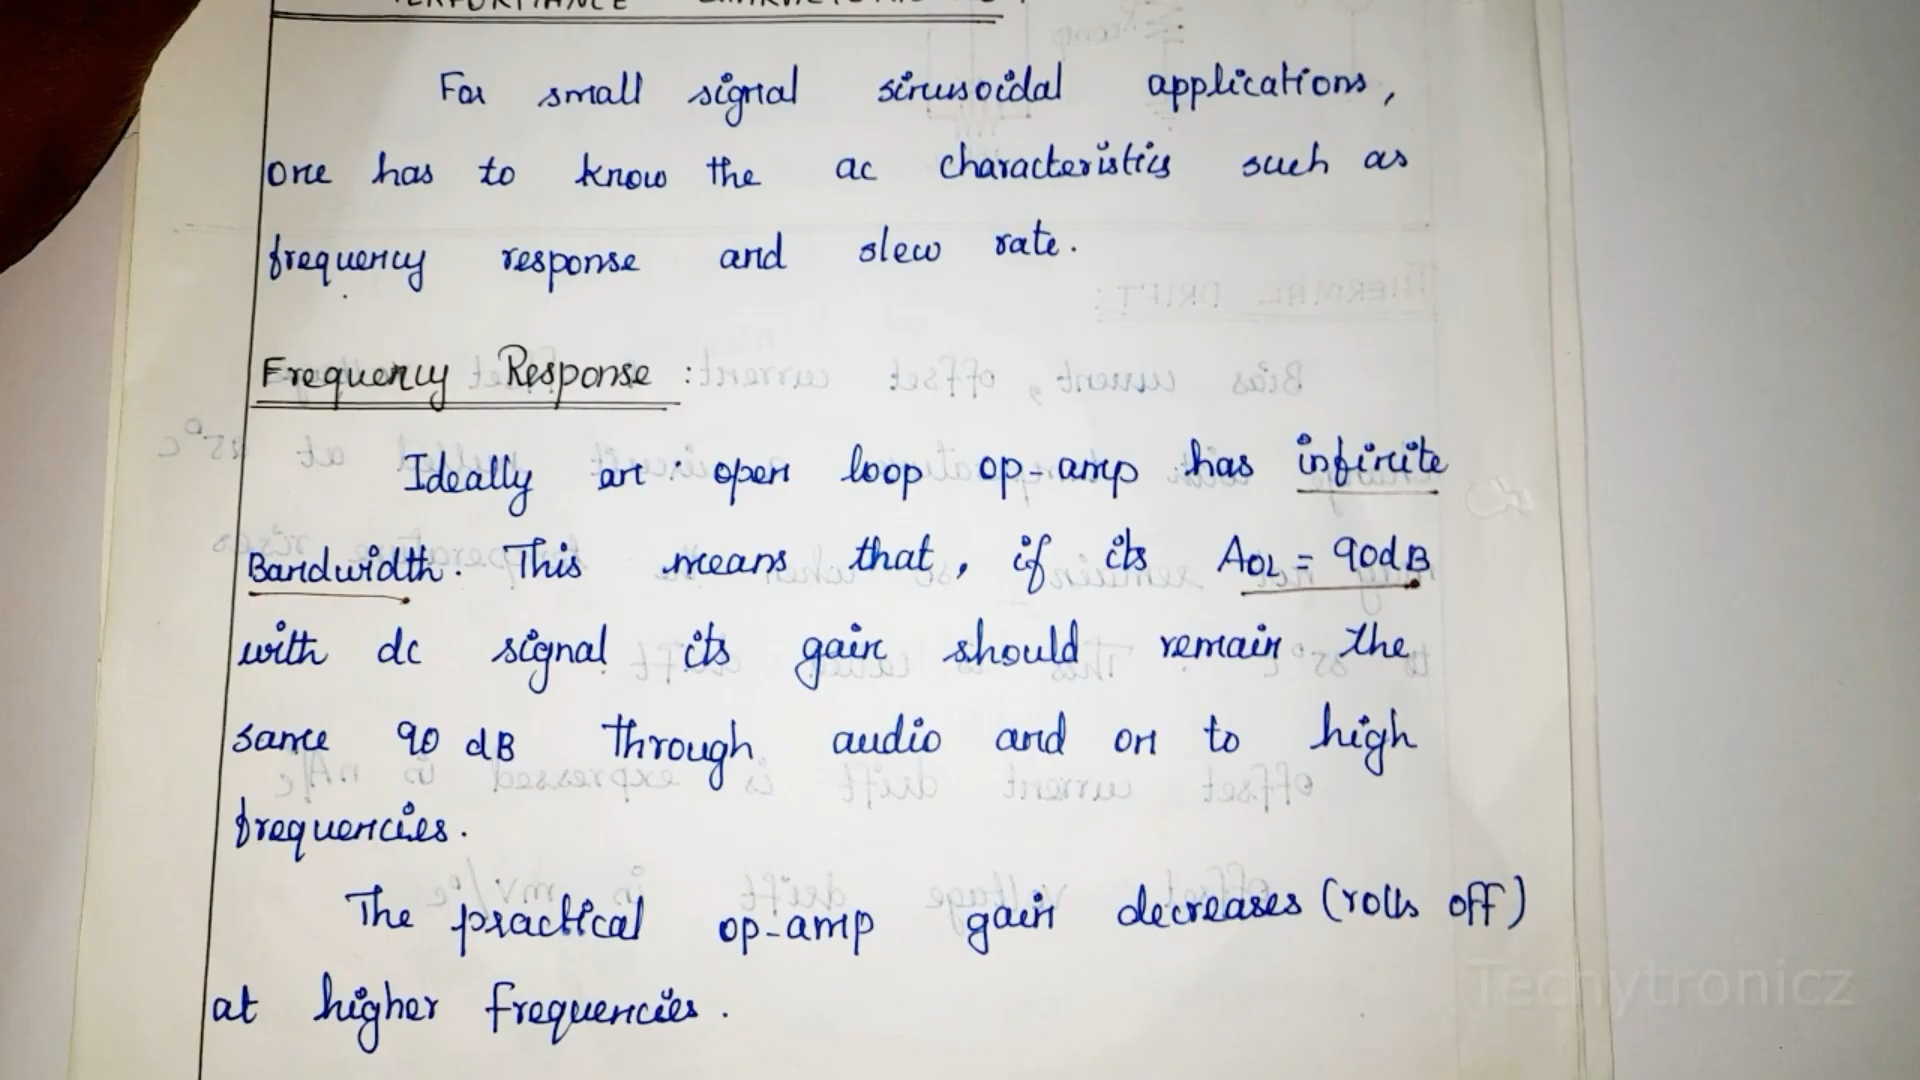 For small signal sinusoidal applications,
one has to know the ac characteristics such as
frequency response and slew rate.
Frequency Response :
Ideally an open loop op-amp has infinite
Bandwidth. This means that, if its AOL = 90dB
with dc signal its gain should remain the
same 90 dB through audio and on to high
frequencies.
The practical op-amp gain decreases (rolls off)
at higher frequencies.
Techytronicz